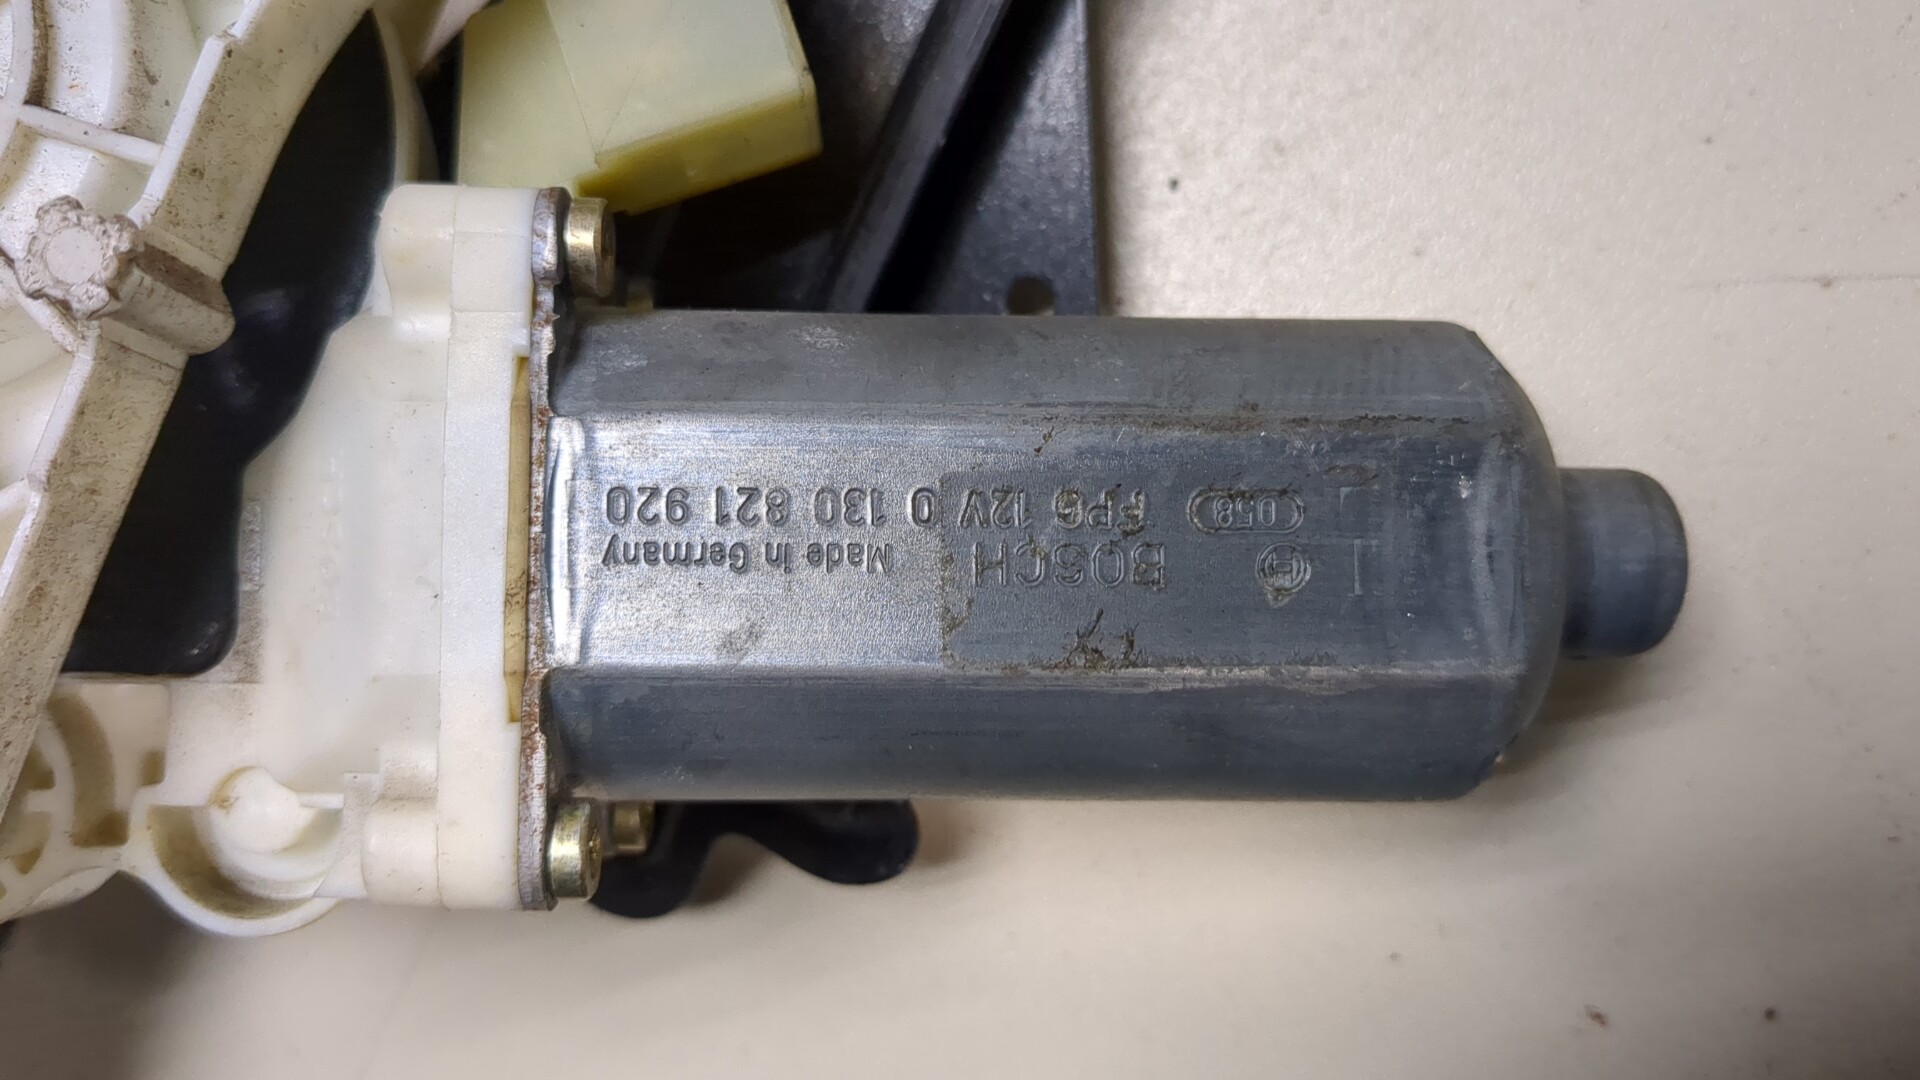 BOSCH Made in Germany
058 FPG 12V 0 130 821 920